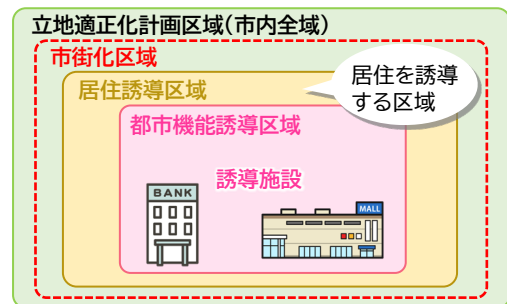 立地適正化計画区域(市内全域)
市街化区域
居住誘導区域
居住を誘導
する区域
都市機能誘導区域
誘導施設
BANK
MALL